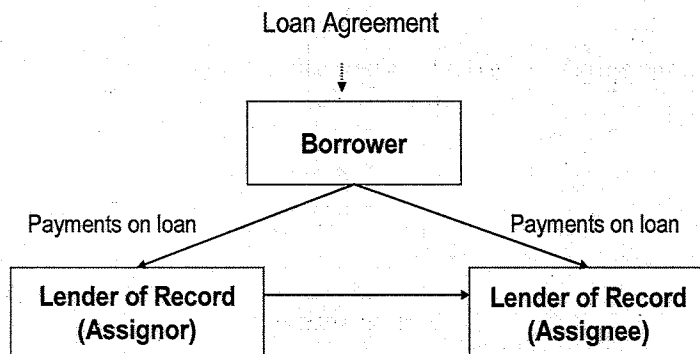 Loan Agreement
Borrower
Payments on loan
Payments on loan
Lender of Record
(Assignor)
Lender of Record
(Assignee)